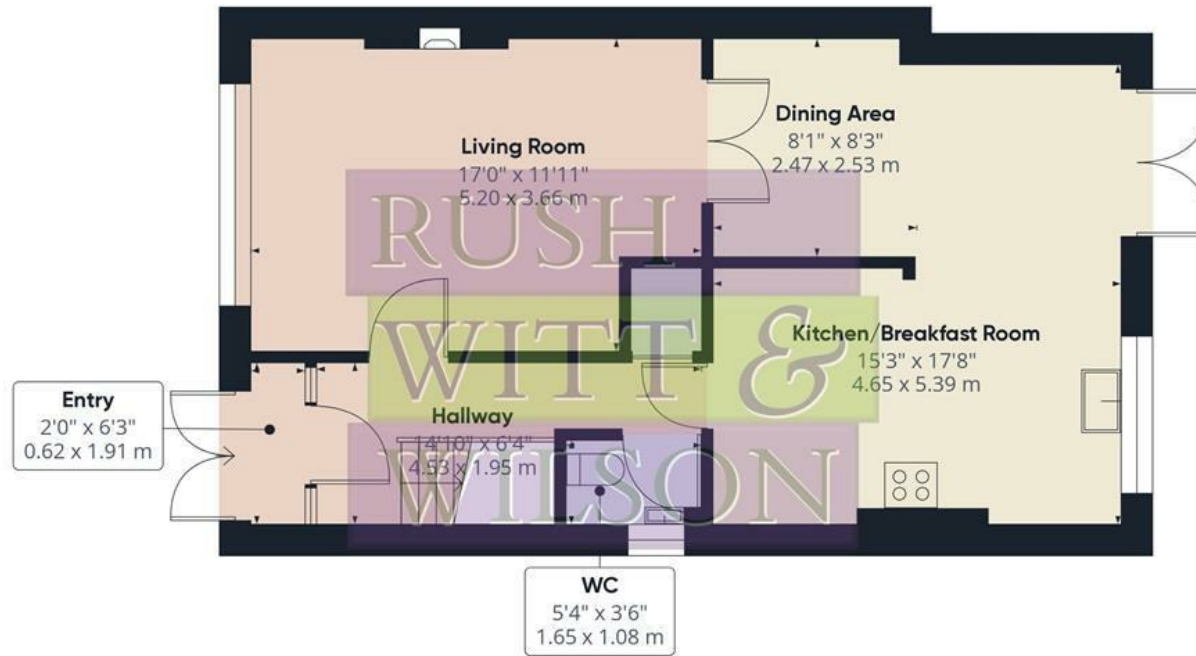 Living Room
17'0" x 11'11"
5.20 x 3.66 m
Dining Area
8'1" x 8'3"
2.47 x 2.53 m
Kitchen/Breakfast Room
15'3" x 17'8"
4.65 x 5.39 m
Entry
2'0" x 6'3"
0.62 x 1.91 m
Hallway
14'10" x 6'4"
4.53 x 1.95 m
WC
5'4" x 3'6"
1.65 x 1.08 m
RUSH
WITT &
WILSON